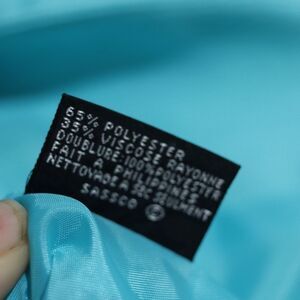 65% POLYESTER
35% VISCOSE RAYONNE
DOUBLURE:100% POLYESTER
FAIT A PHILIPPINES
NETTOYAGE A SEC SEULEMENT
SASSCO